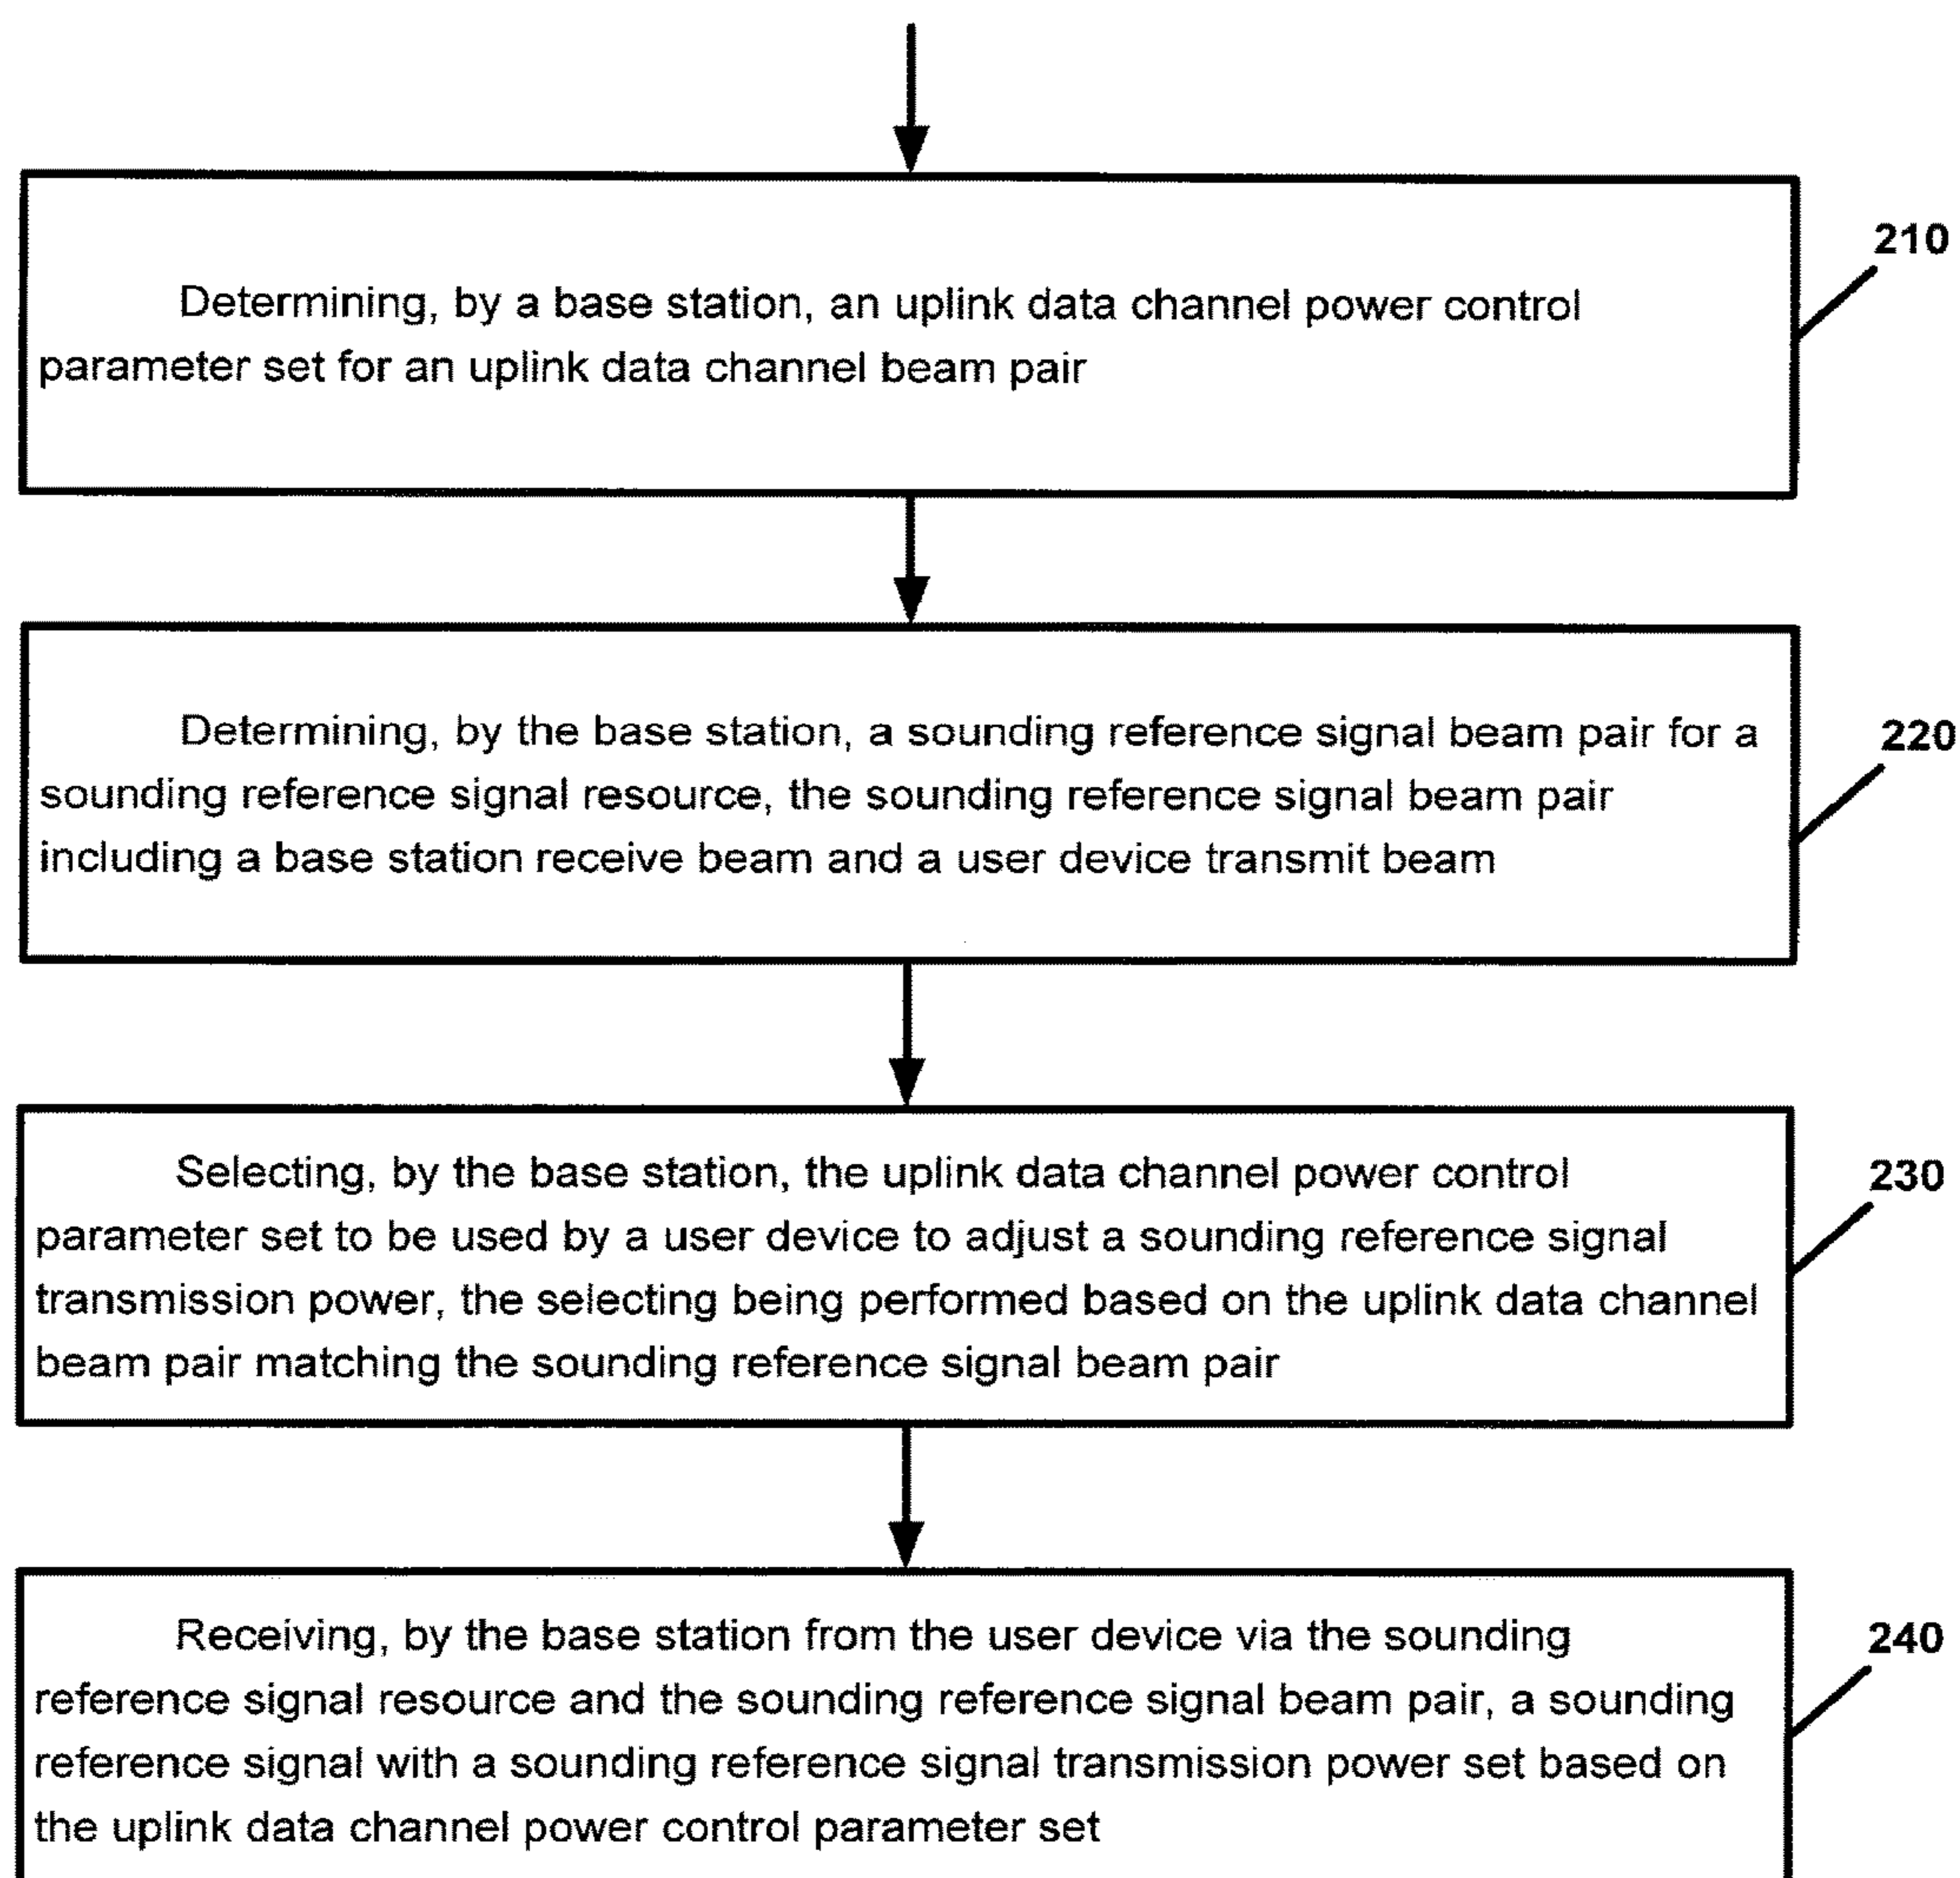 210
Determining, by a base station, an uplink data channel power control
parameter set for an uplink data channel beam pair
220
Determining, by the base station, a sounding reference signal beam pair for a
sounding reference signal resource, the sounding reference signal beam pair
including a base station receive beam and a user device transmit beam
230
Selecting, by the base station, the uplink data channel power control
parameter set to be used by a user device to adjust a sounding reference signal
transmission power, the selecting being performed based on the uplink data channel
beam pair matching the sounding reference signal beam pair
240
Receiving, by the base station from the user device via the sounding
reference signal resource and the sounding reference signal beam pair, a sounding
reference signal with a sounding reference signal transmission power set based on
the uplink data channel power control parameter set